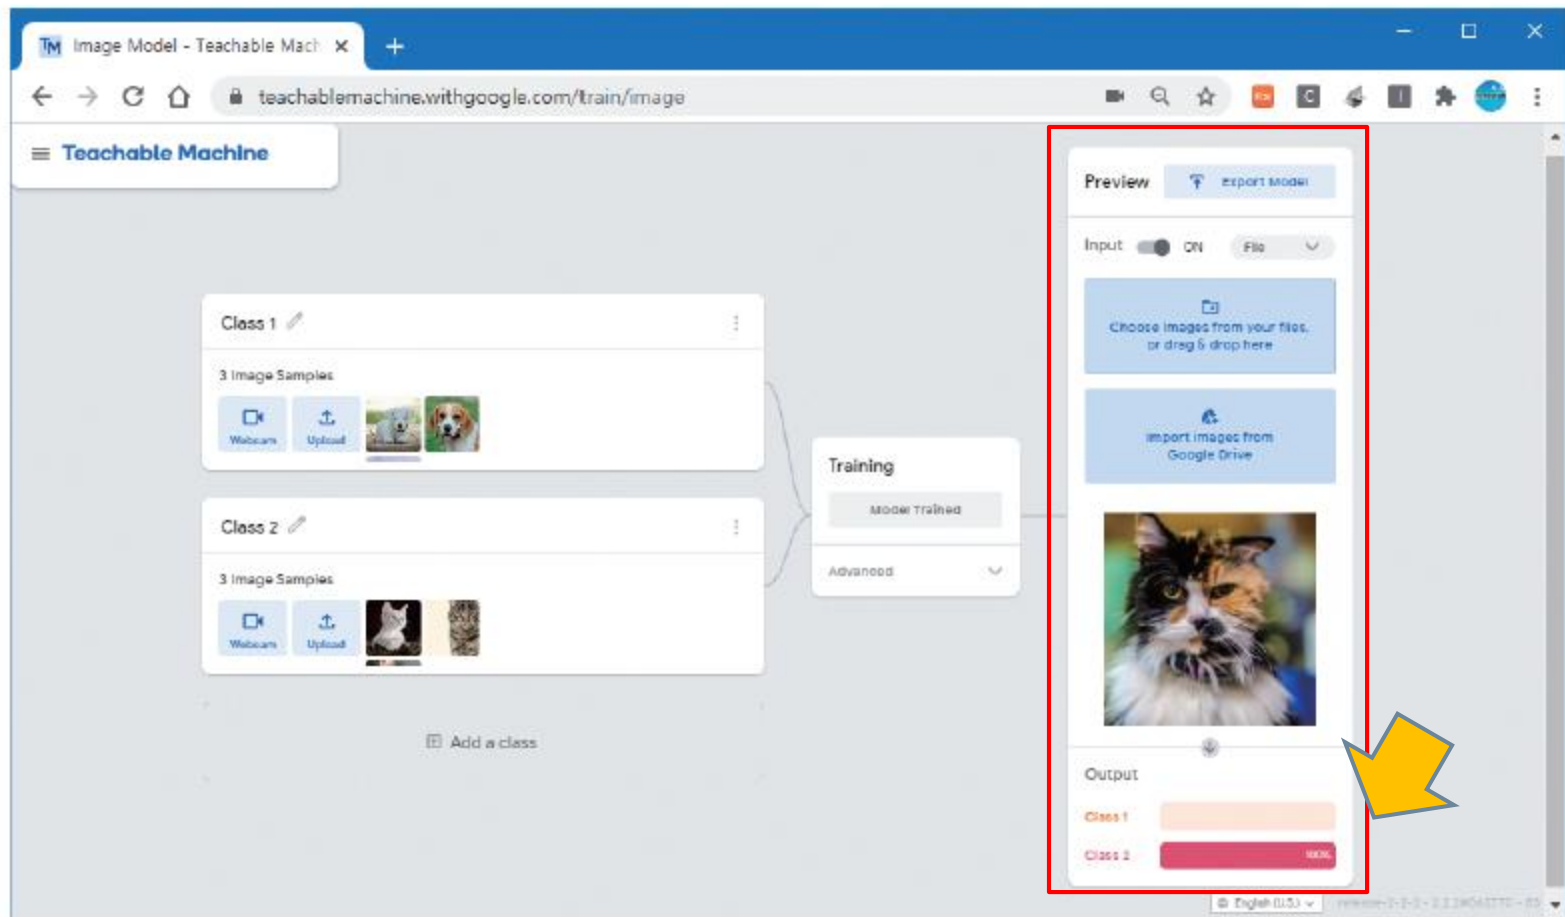 Image Model - Teachable Mach
teachablemachine.withgoogle.com/train/image
Teachable Machine
Class 1
3 Image Samples
Webcam
Upload
Class 2
3 Image Samples
Webcam
Upload
Add a class
Training
Model Trained
Advanced
Preview
Export Model
Input
ON
File
Choose images from your files,
or drag & drop here
Import images from
Google Drive
Output
Class 1
Class 2
100%
English (U.S.)